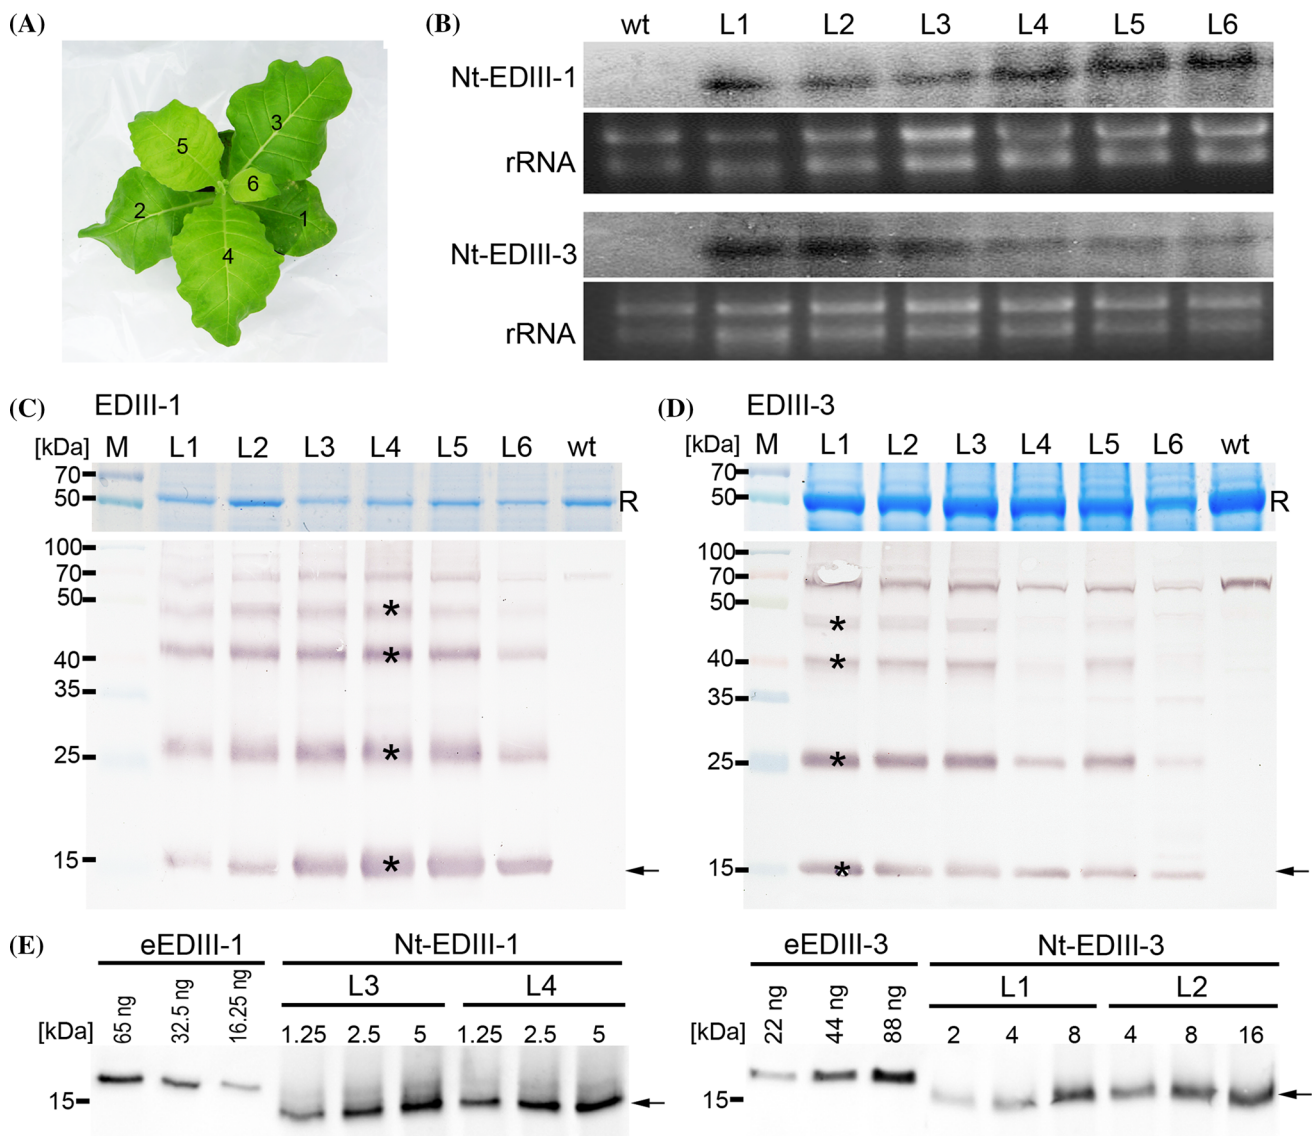 (A)
5
3
6
2
1
4
(B)
wt L1 L2 L3 L4 L5 L6
Nt-EDIII-1
rRNA
Nt-EDIII-3
rRNA
(C) EDIII-1
[kDa] M L1 L2 L3 L4 L5 L6 wt
70
50
R
100
70
50
*
40
*
35
25
*
15
*
(D) EDIII-3
[kDa] M L1 L2 L3 L4 L5 L6 wt
70
50
R
100
70
50
*
40
*
35
25
*
15
*
(E)
eEDIII-1 Nt-EDIII-1
L3 L4
[kDa] 65 ng 32.5 ng 16.25 ng 1.25 2.5 5 1.25 2.5 5
15
eEDIII-3 Nt-EDIII-3
L1 L2
[kDa] 22 ng 44 ng 88 ng 2 4 8 4 8 16
15